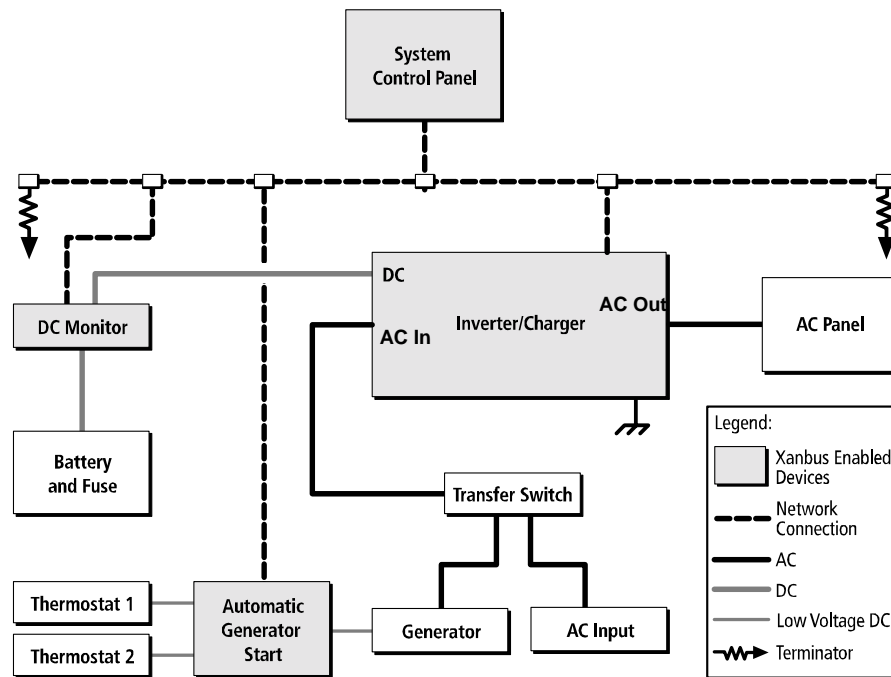 System
Control Panel
DC
AC Out
DC Monitor
Inverter/Charger
AC In
AC Panel
Battery
and Fuse
Transfer Switch
Thermostat 1
Thermostat 2
Automatic
Generator
Start
Generator
AC Input
Legend:
Xanbus Enabled
Devices
Network
Connection
AC
DC
Low Voltage DC
Terminator